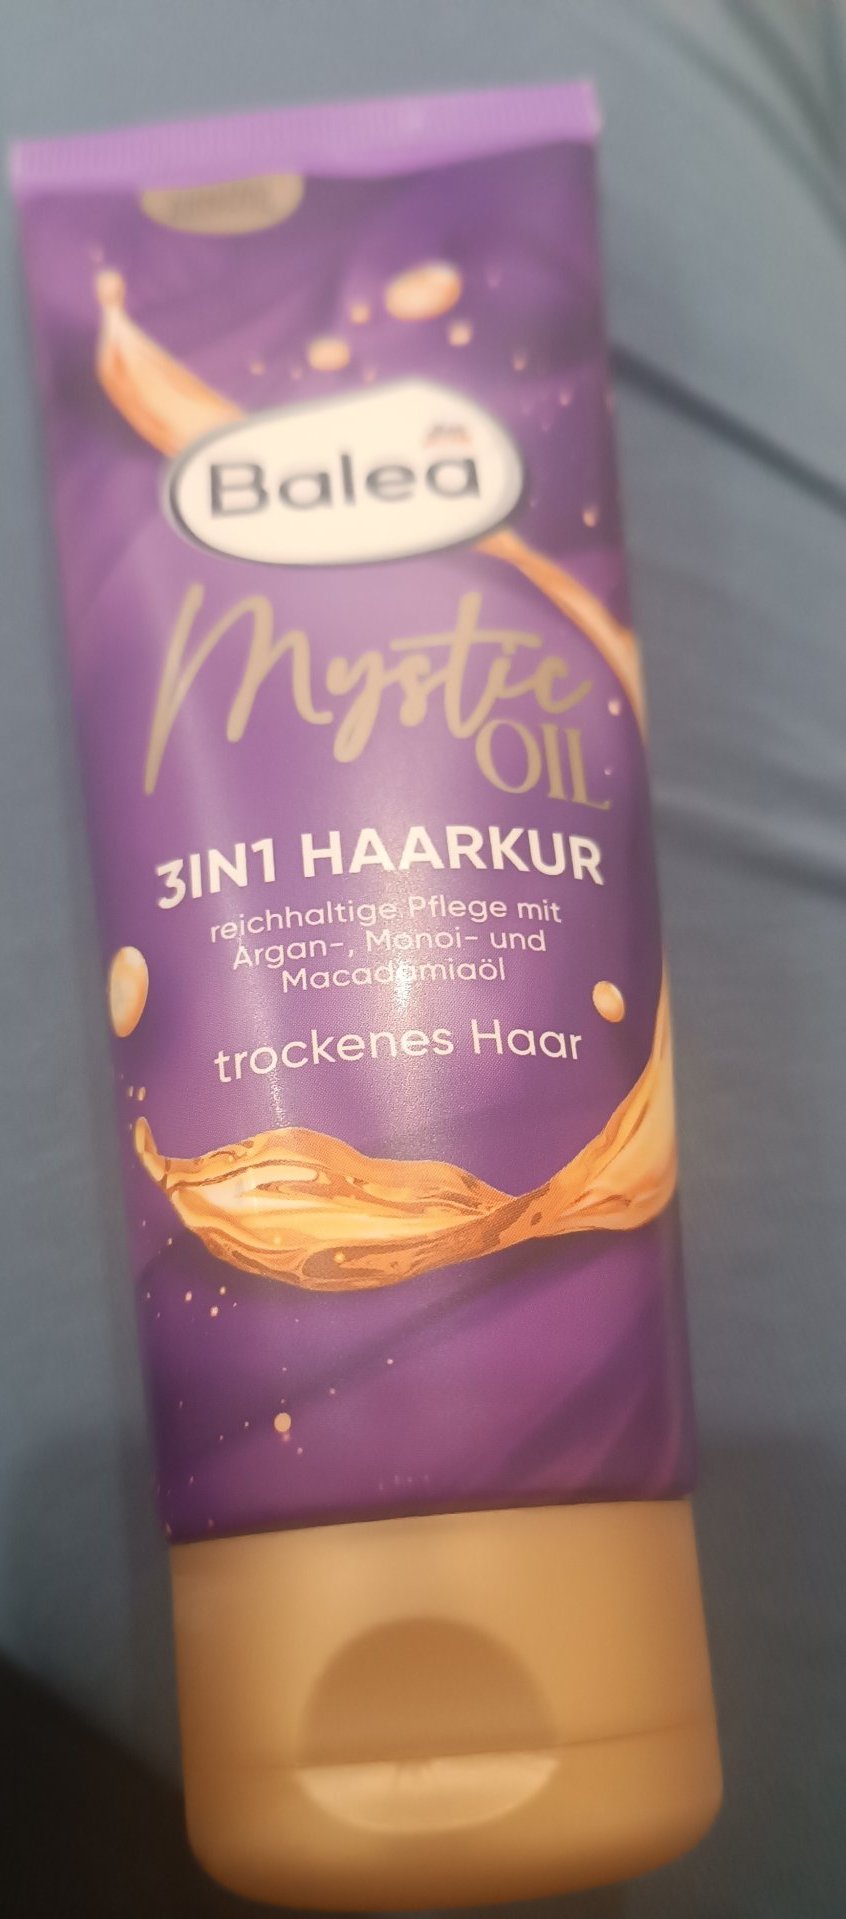 Balea
Mystic
OIL
3IN1 HAARKUR
reichhaltige Pflege mit
Argan-, Monoi- und
Macadamiaöl
trockenes Haar